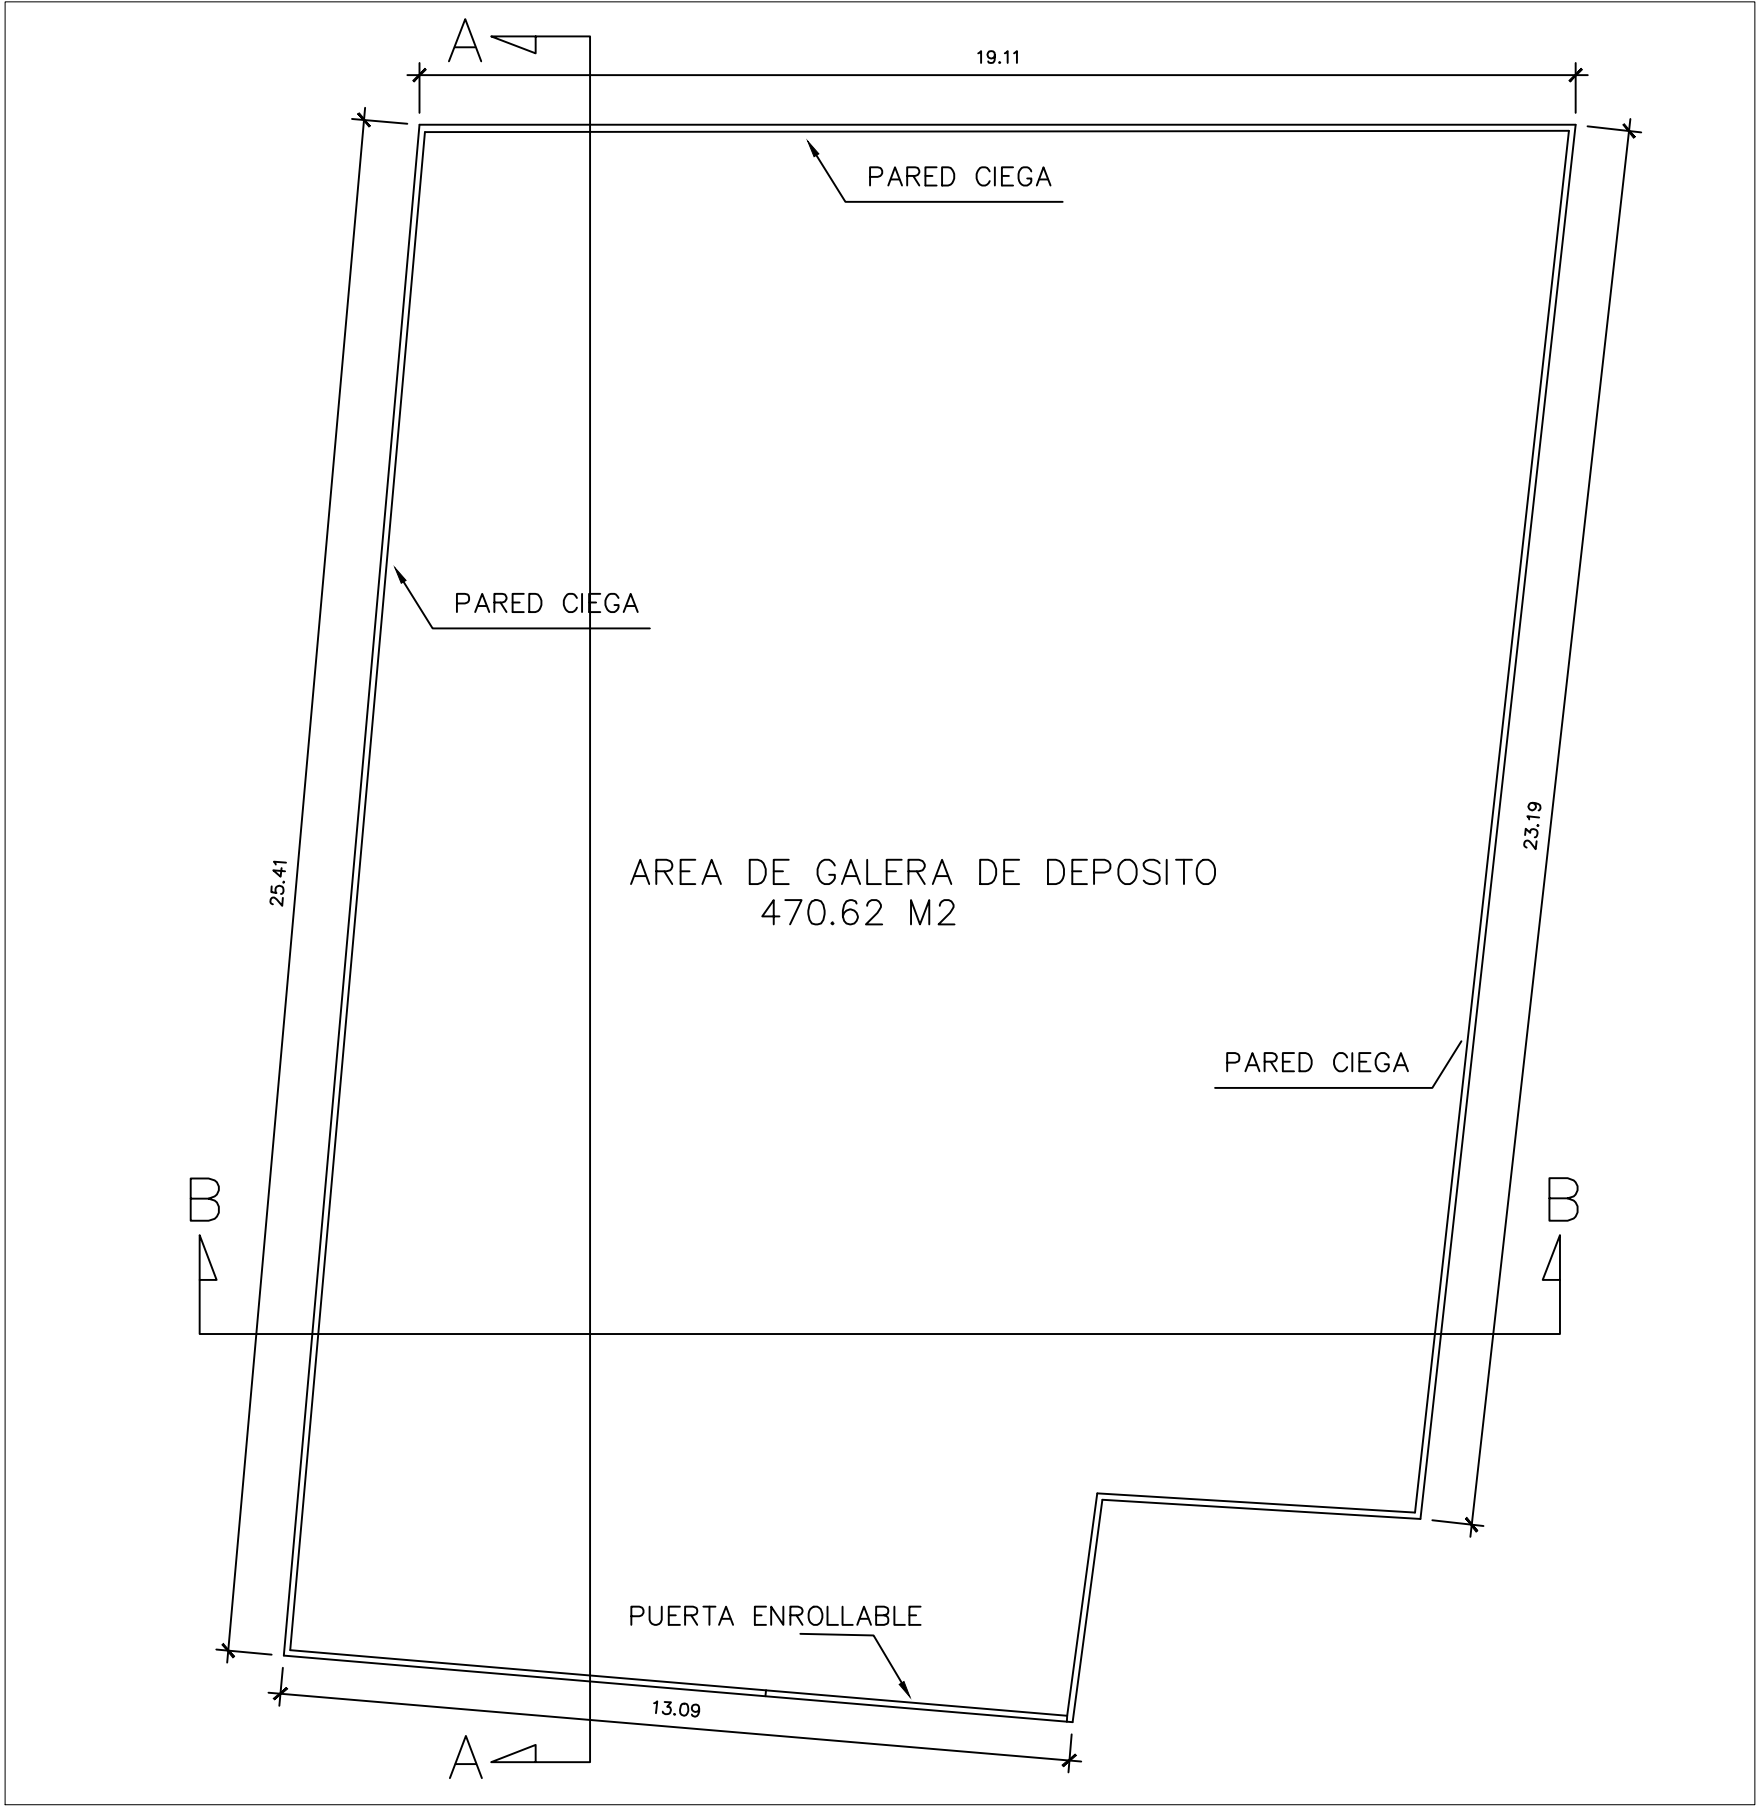 A
19.11
PARED CIEGA
PARED CIEGA
25.41
23.19
AREA DE GALERA DE DEPOSITO
470.62 M2
PARED CIEGA
B
B
PUERTA ENROLLABLE
13.09
A